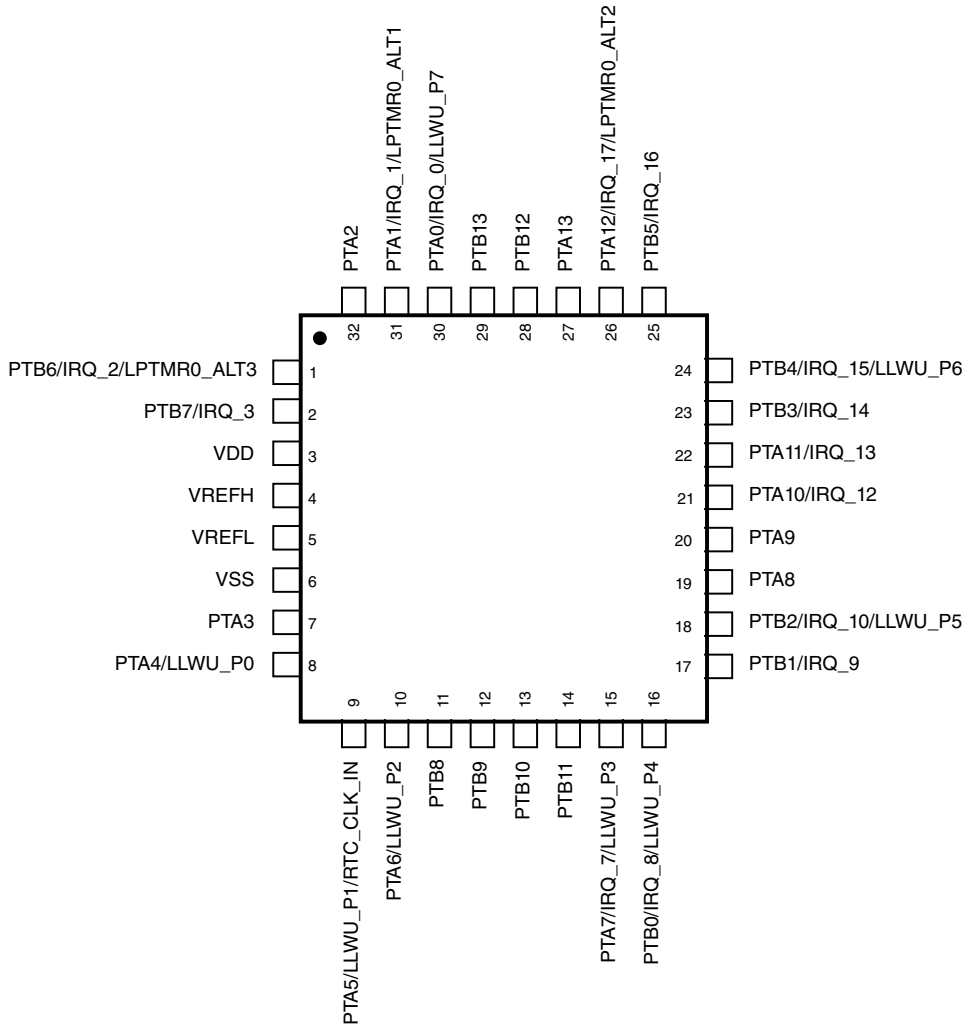 PTA2
PTA1/IRQ_1/LPTMR0_ALT1
PTA0/IRQ_0/LLWU_P7
PTB13
PTB12
PTA13
PTA12/IRQ_17/LPTMR0_ALT2
PTB5/IRQ_16
32
31
30
29
28
27
26
25
PTB6/IRQ_2/LPTMR0_ALT3 1
PTB7/IRQ_3 2
VDD 3
VREFH 4
VREFL 5
VSS 6
PTA3 7
PTA4/LLWU_P0 8
24 PTB4/IRQ_15/LLWU_P6
23 PTB3/IRQ_14
22 PTA11/IRQ_13
21 PTA10/IRQ_12
20 PTA9
19 PTA8
18 PTB2/IRQ_10/LLWU_P5
17 PTB1/IRQ_9
9
10
11
12
13
14
15
16
PTA5/LLWU_P1/RTC_CLK_IN
PTA6/LLWU_P2
PTB8
PTB9
PTB10
PTB11
PTA7/IRQ_7/LLWU_P3
PTB0/IRQ_8/LLWU_P4